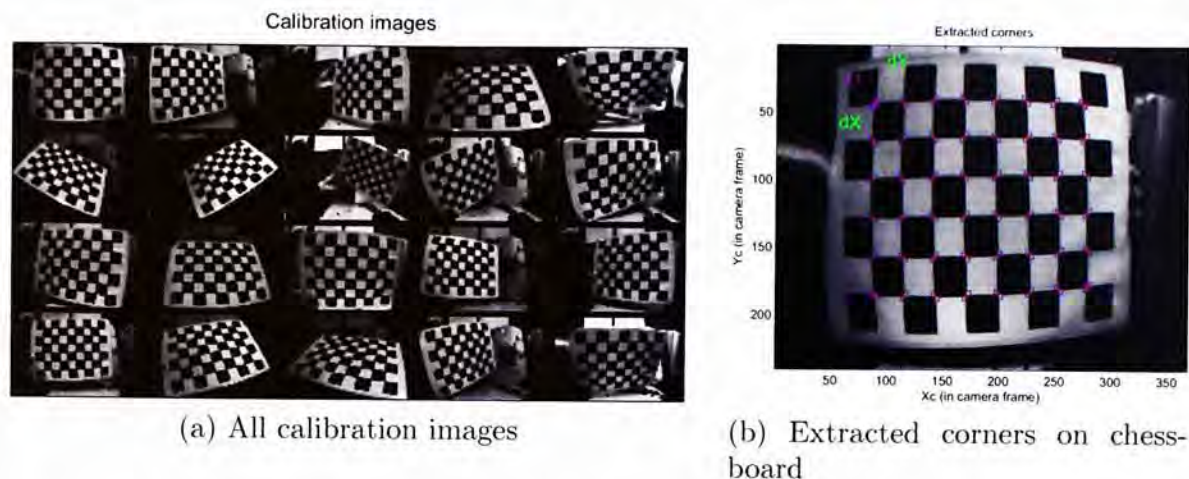 Calibration images
(a) All calibration images
Extracted corners
dY
dX
50
100
150
200
Yc (in camera frame)
50 100 150 200 250 300 350
Xc (in camera frame)
(b) Extracted corners on chess-
board